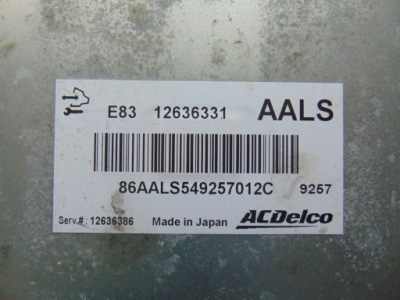 E83 12636331 AALS
86AALS549257012C 9257
Serv.#: 12636386 Made in Japan ACDelco